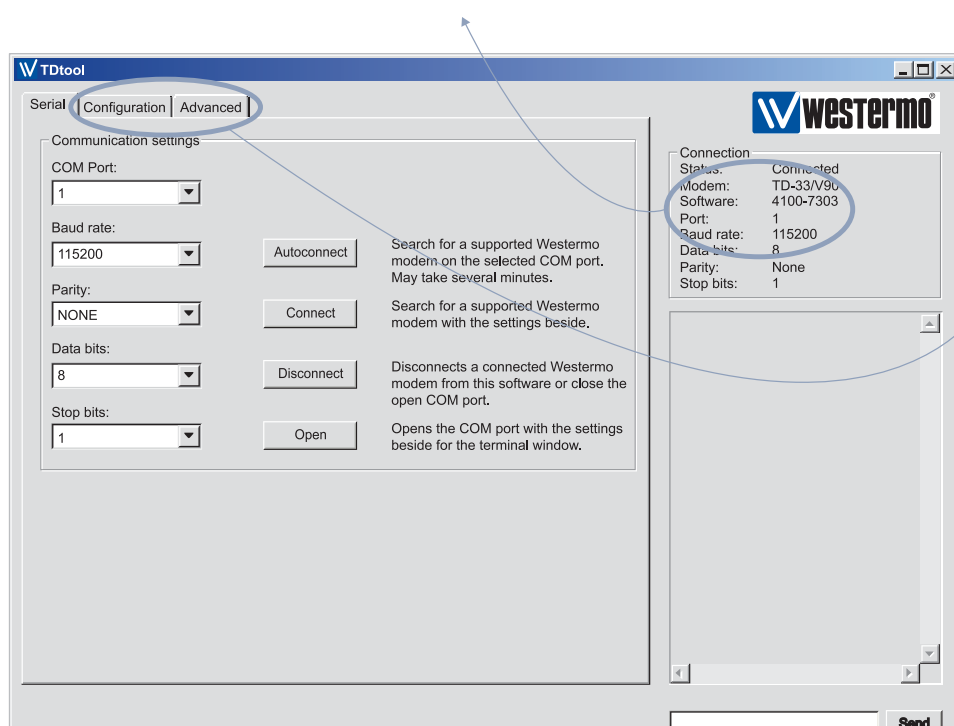 TDtool
Serial Configuration Advanced
westermo®
Communication settings
COM Port:
1
Baud rate:
115200
Autoconnect
Search for a supported Westermo
modem on the selected COM port.
May take several minutes.
Parity:
NONE
Connect
Search for a supported Westermo
modem with the settings beside.
Data bits:
8
Disconnect
Disconnects a connected Westermo
modem from this software or close the
open COM port.
Stop bits:
1
Open
Opens the COM port with the settings
beside for the terminal window.
Connection
Status: Connected
Modem: TD-33/V90
Software: 4100-7303
Port: 1
Baud rate: 115200
Data bits: 8
Parity: None
Stop bits: 1
Send